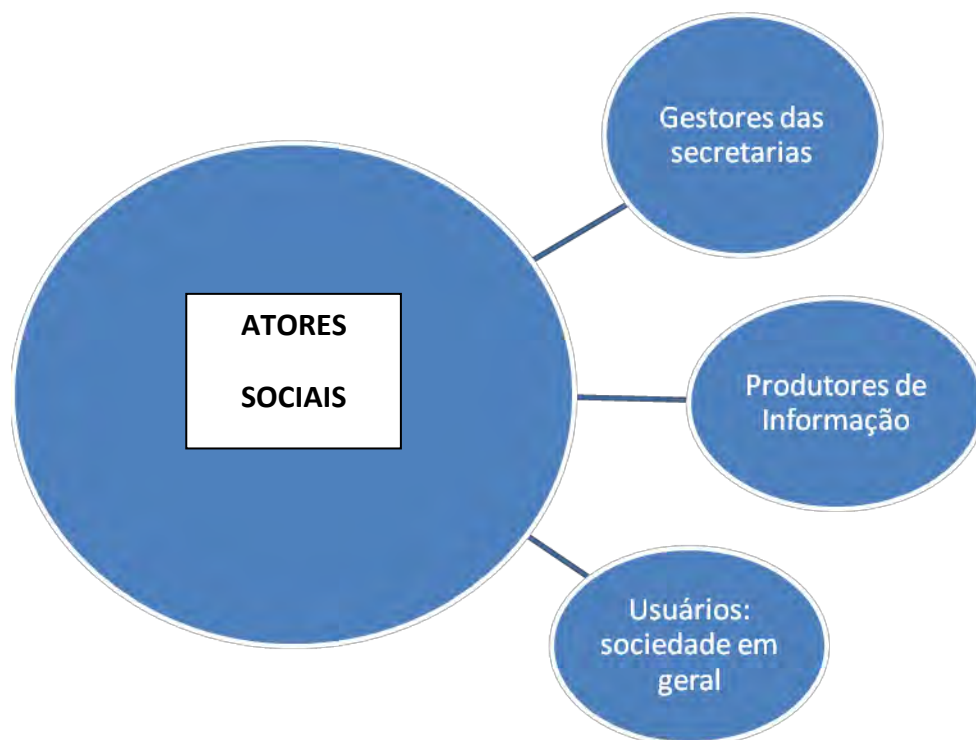 Gestores das
secretarias
ATORES
SOCIAIS
Produtores de
Informação
Usuários:
sociedade em
geral